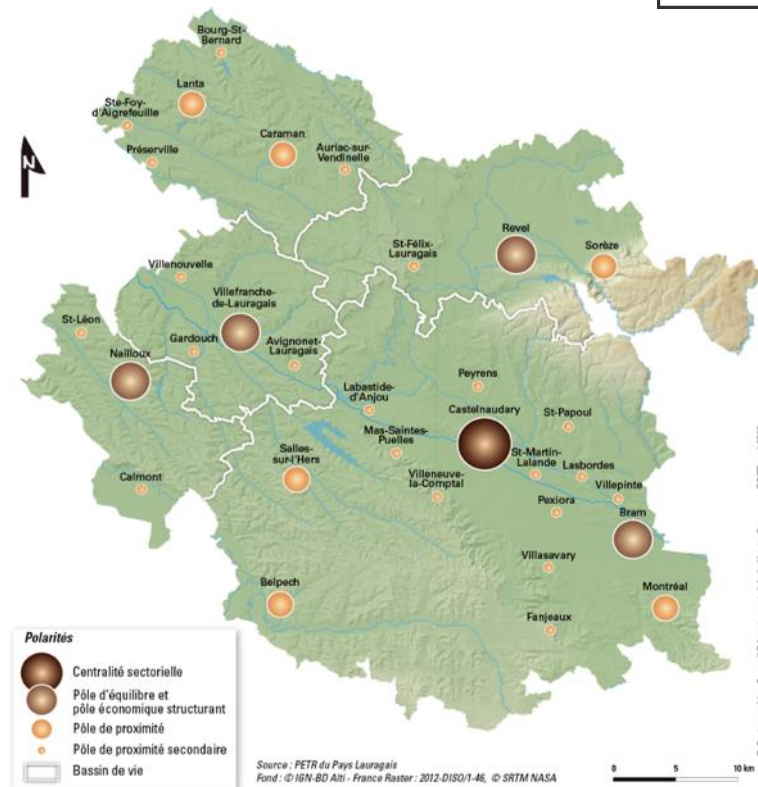 Bourg-St-
Bernard
Lanta
Ste-Foy-
d'Aigrefeuille
Caraman
Préserville
Auriac-sur-
Vendinelle
N
Revel
St-Félix-
Lauragais
Sorèze
Villenouvelle
Villefranche-
de-Lauragais
St-Léon
Gardouch
Avignonet-
Lauragais
Nailloux
Peyrens
Labastide-
d'Anjou
Castelnaudary
St-Papoul
Mas-Saintes-
Puelles
Salles-
sur-l'Hers
St-Martin-
Lalande
Lasbordes
Calmont
Villeneuve-
la-Comptal
Villepinte
Pexiora
Bram
Villasavary
Belpech
Montréal
Fanjeaux
Polarités
Centralité sectorielle
Pôle d'équilibre et
pôle économique structurant
Pôle de proximité
Pôle de proximité secondaire
Bassin de vie
Source : PETR du Pays Lauragais
Fond : © IGN-BD Alti - France Raster : 2012-DISO/1-46, © SRTM NASA
0 5 10 km